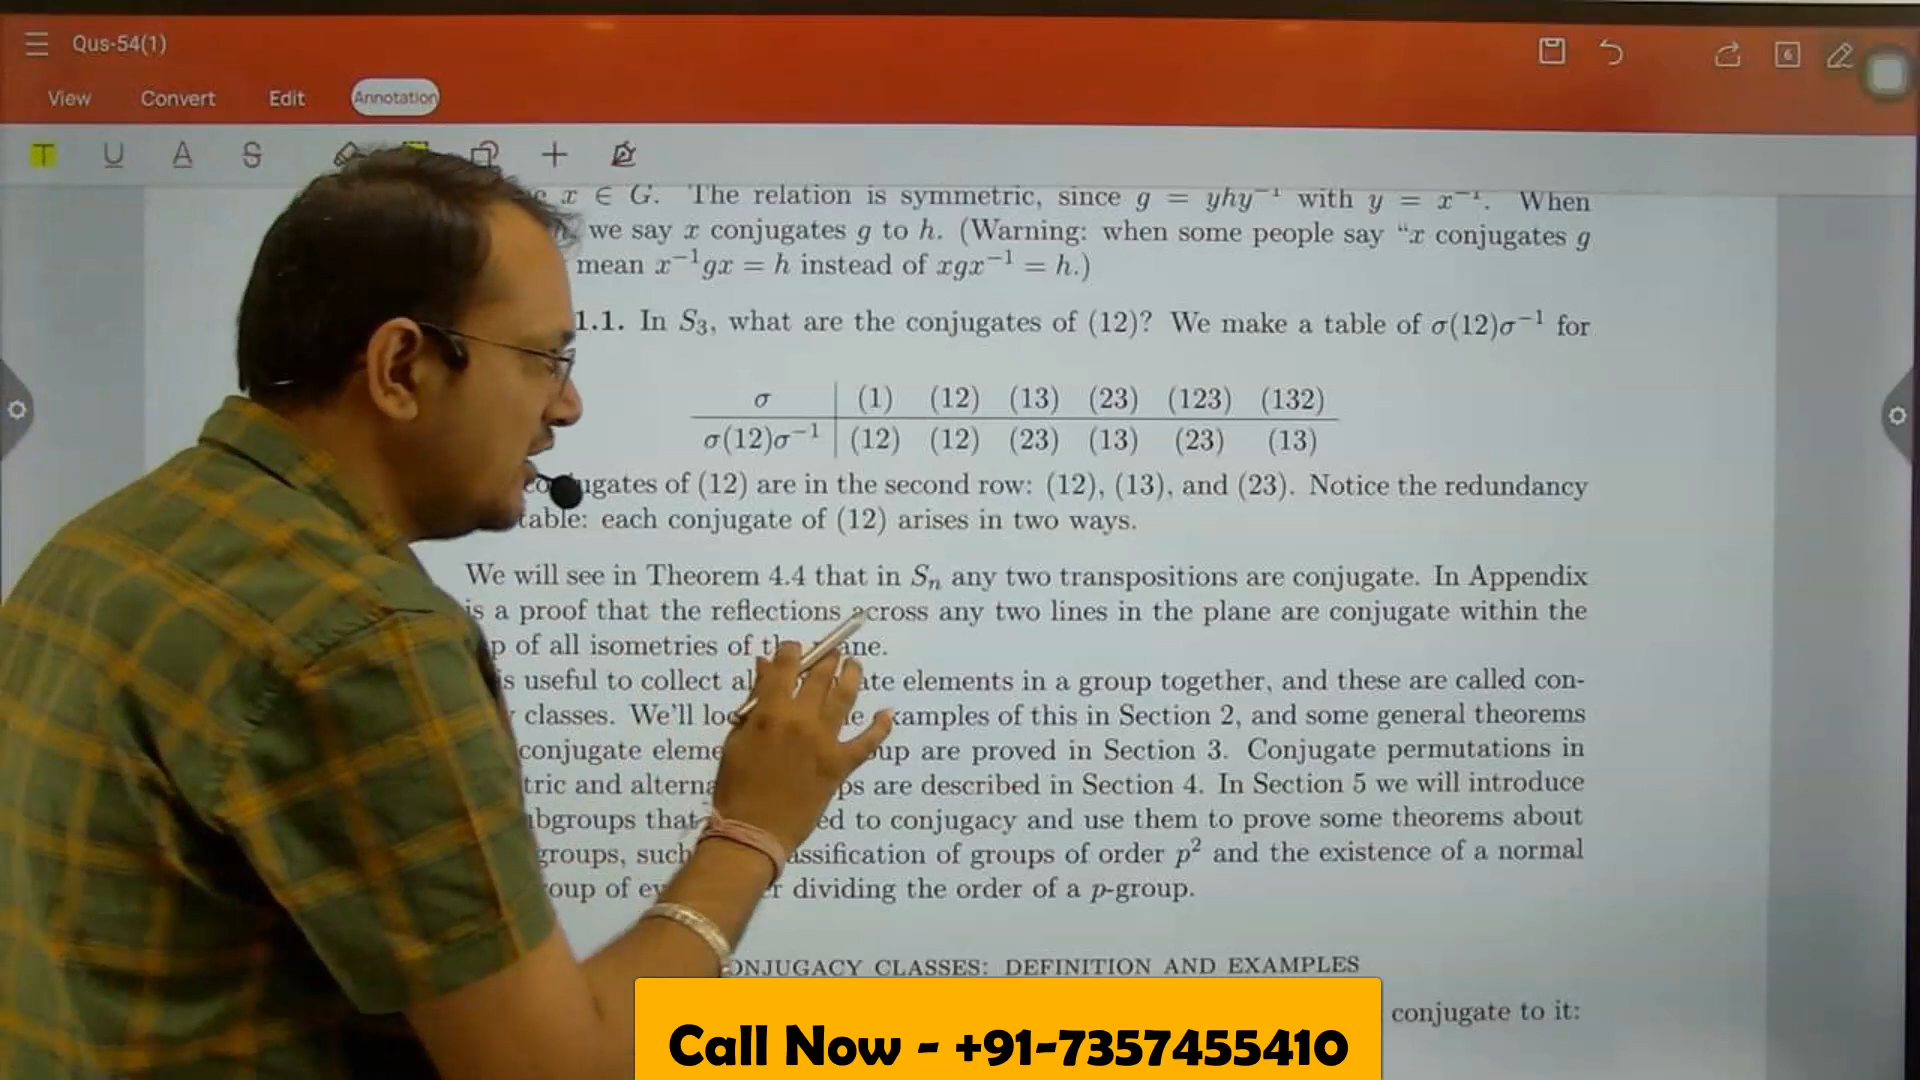 Qus-54(1)
6
View Convert Edit Annotation
T U A S
x ∈ G. The relation is symmetric, since g = yhy⁻¹ with y = x⁻¹. When
we say x conjugates g to h. (Warning: when some people say “x conjugates g
mean x⁻¹gx = h instead of xgx⁻¹ = h.)
1.1. In S₃, what are the conjugates of (12)? We make a table of σ(12)σ⁻¹ for
σ (1) (12) (13) (23) (123) (132)
σ(12)σ⁻¹ (12) (12) (23) (13) (23) (13)
ugates of (12) are in the second row: (12), (13), and (23). Notice the redundancy
table: each conjugate of (12) arises in two ways.
We will see in Theorem 4.4 that in Sₙ any two transpositions are conjugate. In Appendix
is a proof that the reflections across any two lines in the plane are conjugate within the
p of all isometries of the plane.
is useful to collect al ate elements in a group together, and these are called con-
classes. We'll loo e examples of this in Section 2, and some general theorems
conjugate eleme up are proved in Section 3. Conjugate permutations in
tric and alterna ps are described in Section 4. In Section 5 we will introduce
bgroups that ed to conjugacy and use them to prove some theorems about
groups, such assification of groups of order p² and the existence of a normal
oup of ev r dividing the order of a p-group.
ONJUGACY CLASSES: DEFINITION AND EXAMPLES
conjugate to it:
Call Now - +91-7357455410